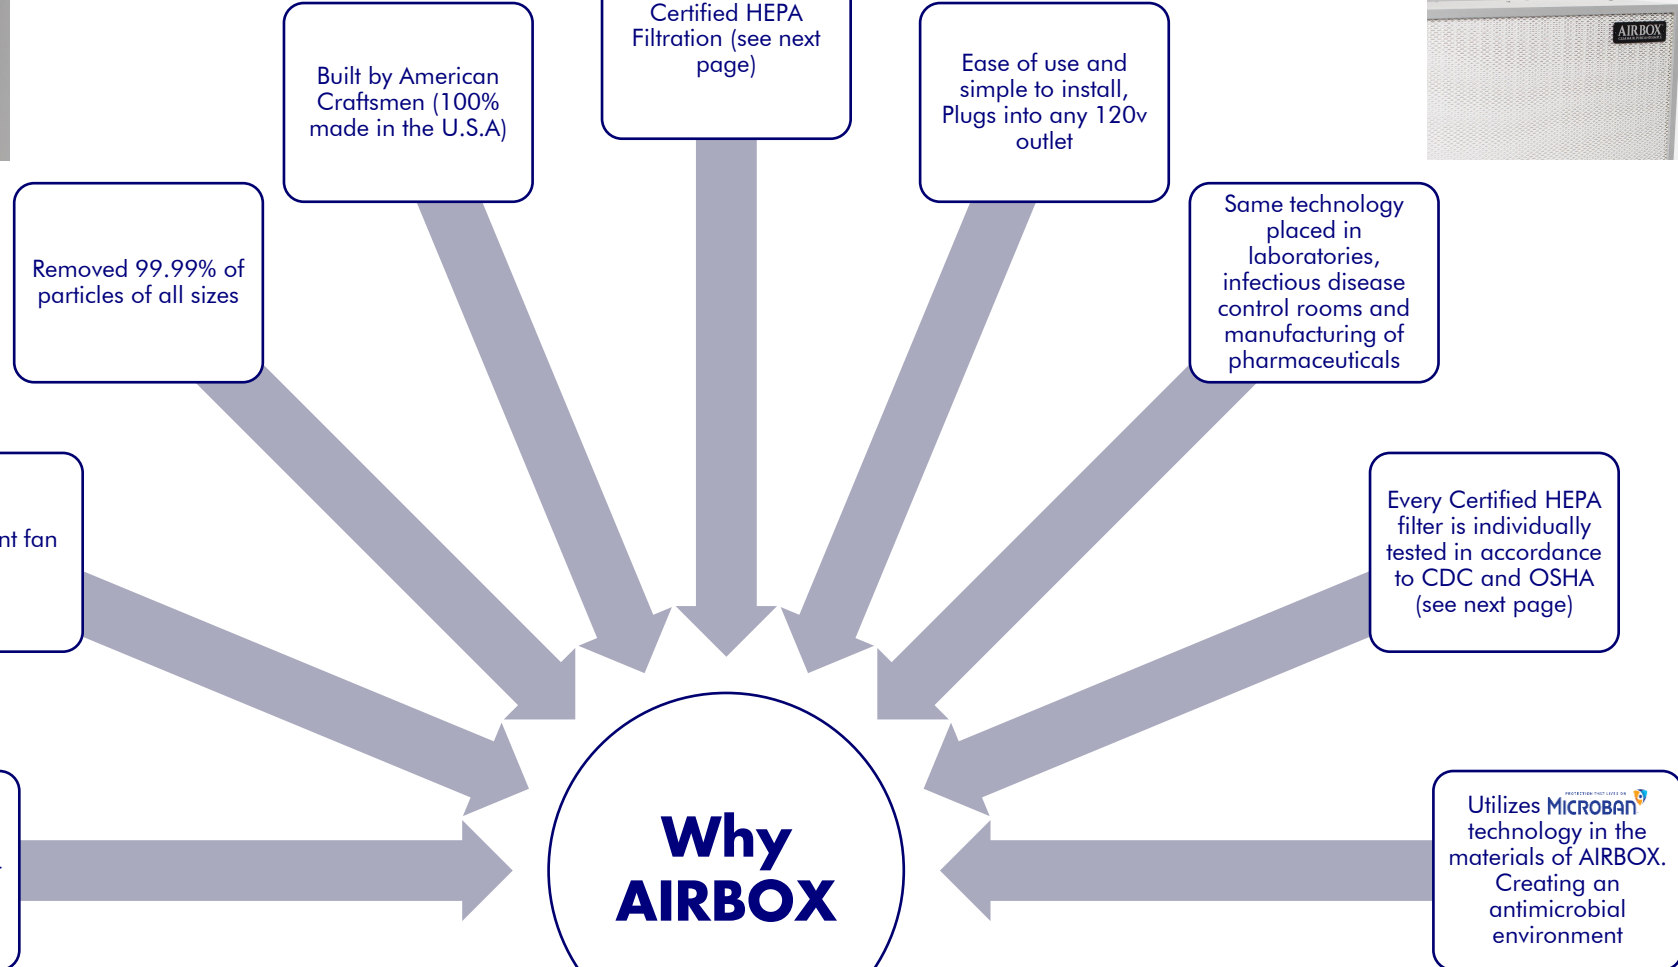 Certified HEPA
Filtration (see next
page)
AIRBOX
Built by American
Craftsmen (100%
made in the U.S.A)
Ease of use and
simple to install,
Plugs into any 120v
outlet
Removed 99.99% of
particles of all sizes
Same technology
placed in
laboratories,
infectious disease
control rooms and
manufacturing of
pharmaceuticals
fan
Every Certified HEPA
filter is individually
tested in accordance
to CDC and OSHA
(see next page)
Why
AIRBOX
PROTECTION THAT LIVES ON
Utilizes MICROBAN
technology in the
materials of AIRBOX.
Creating an
antimicrobial
environment